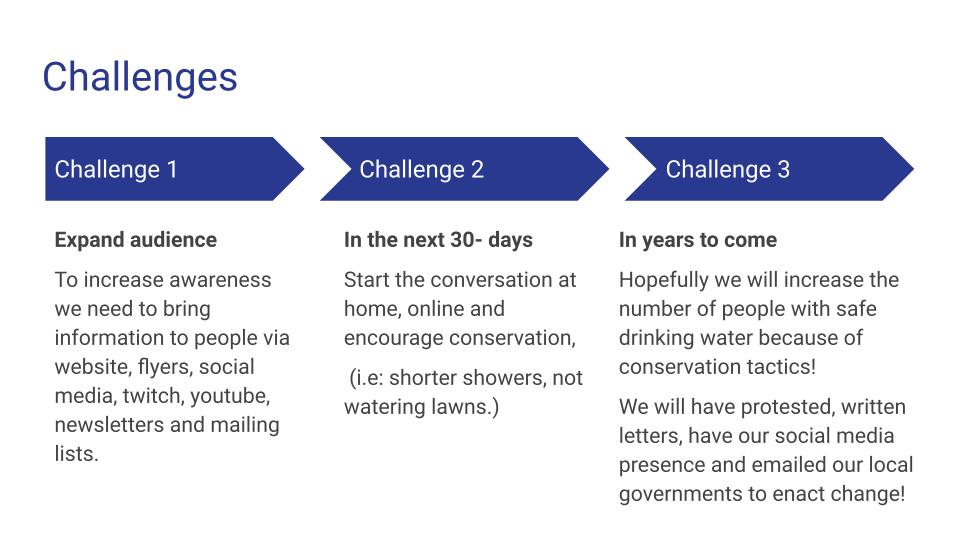 Challenges
Challenge 1
Challenge 2
Challenge 3
Expand audience
To increase awareness
we need to bring
information to people via
website, flyers, social
media, twitch, youtube,
newsletters and mailing
lists.
In the next 30- days
Start the conversation at
home, online and
encourage conservation,
(i.e: shorter showers, not
watering lawns.)
In years to come
Hopefully we will increase the
number of people with safe
drinking water because of
conservation tactics!
We will have protested, written
letters, have our social media
presence and emailed our local
governments to enact change!